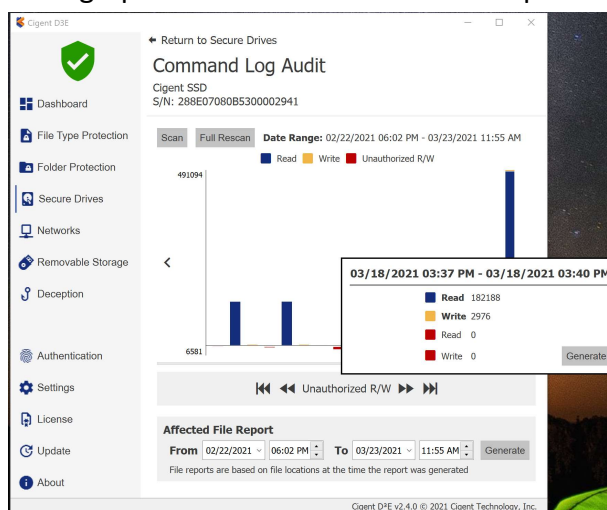 Cigent D3E
Return to Secure Drives
Command Log Audit
Cigent SSD
S/N: 288E07080B5300002941
Dashboard
File Type Protection
Folder Protection
Secure Drives
Networks
Removable Storage
Deception
Authentication
Settings
License
Update
About
Scan Full Rescan Date Range: 02/22/2021 06:02 PM - 03/23/2021 11:55 AM
Read Write Unauthorized R/W
491094
6581
03/18/2021 03:37 PM - 03/18/2021 03:40 PM
Read 182188
Write 2976
Read 0
Write 0
Generate
Unauthorized R/W
Affected File Report
From 02/22/2021 06:02 PM To 03/23/2021 11:55 AM Generate
File reports are based on file locations at the time the report was generated
Cigent D³E v2.4.0 © 2021 Cigent Technology, Inc.